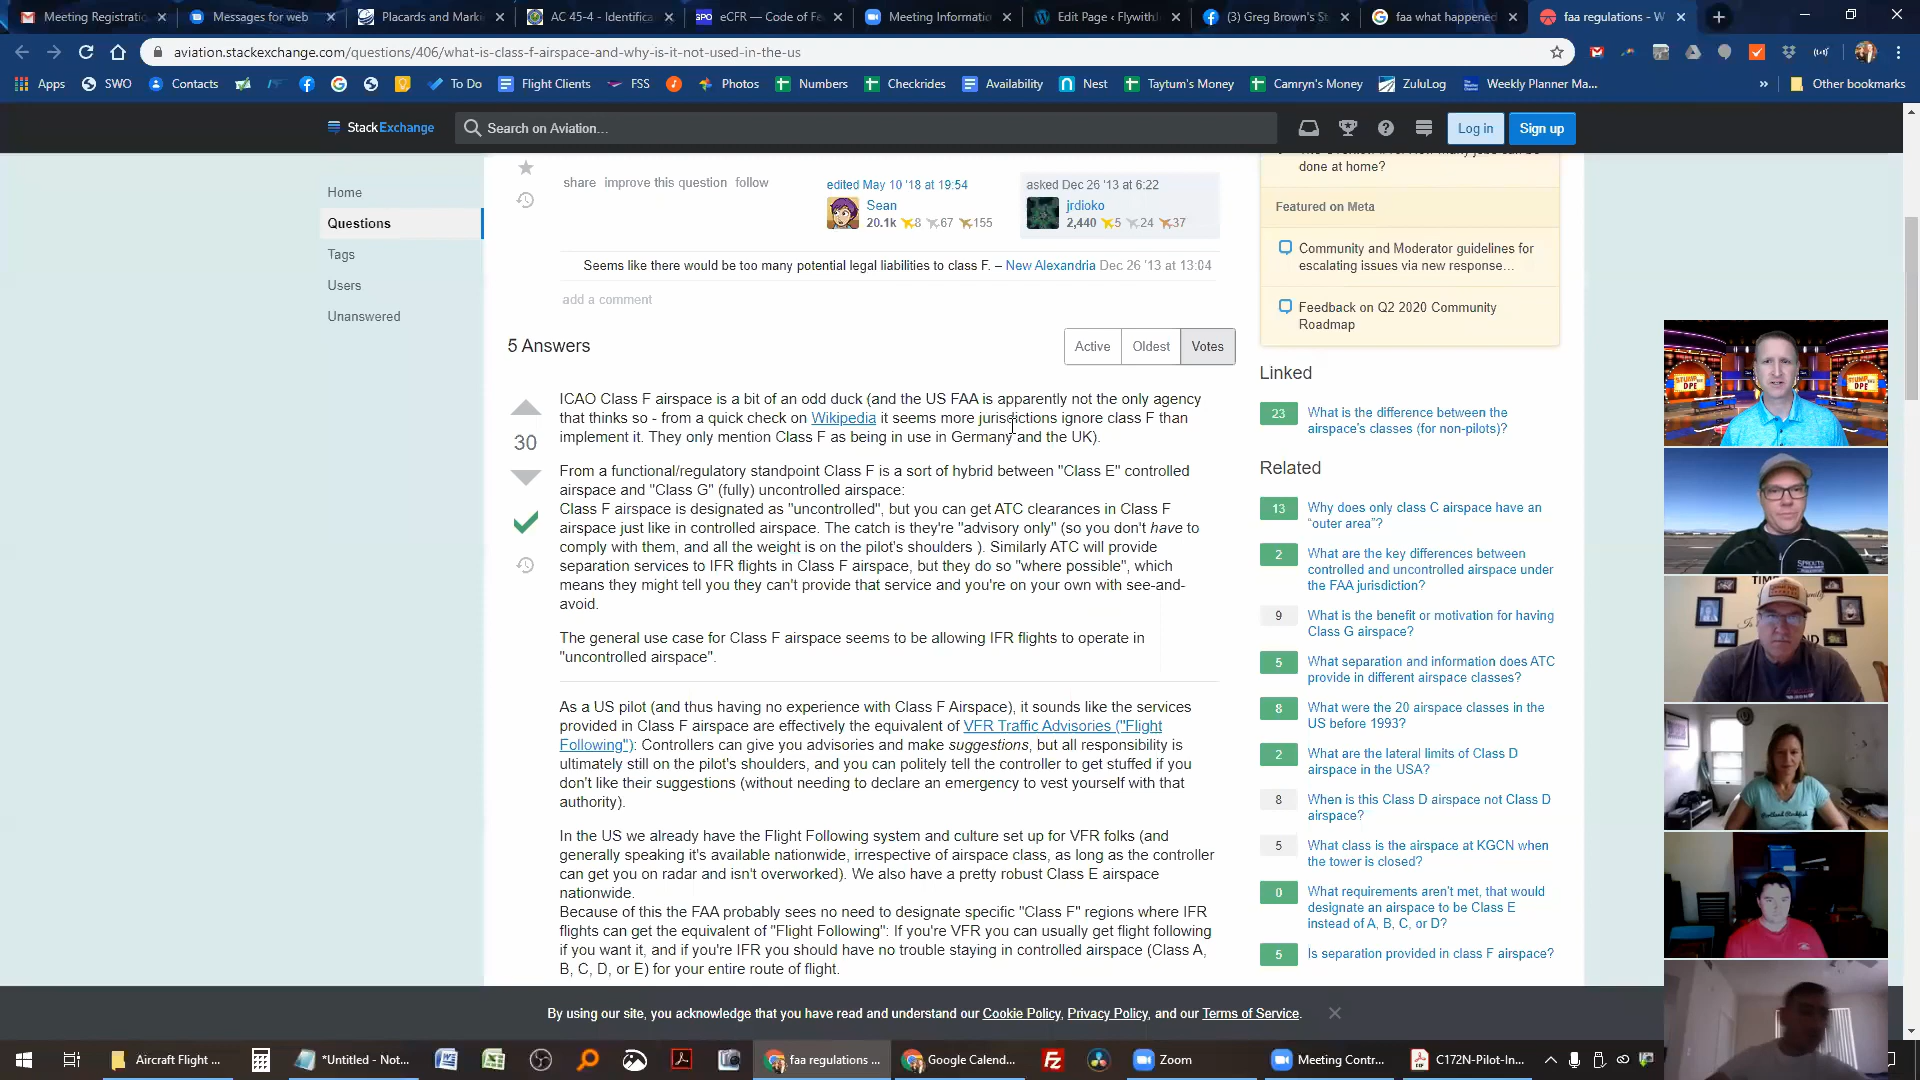 Meeting Registratio
Messages for web
Placards and Marki
AC 45-4 - Identifica
GPO
eCFR — Code of Fe
Meeting Informatio
Edit Page ‹ Flywith
(3) Greg Brown's St
faa what happened
faa regulations - W
aviation.stackexchange.com/questions/406/what-is-class-f-airspace-and-why-is-it-not-used-in-the-us
Apps
SWO
Contacts
To Do
Flight Clients
FSS
Photos
Numbers
Checkrides
Availability
Nest
Taytum's Money
Camryn's Money
ZuluLog
Weekly Planner Ma...
»
Other bookmarks
StackExchange
Search on Aviation...
Log in
Sign up
Home
Questions
Tags
Users
Unanswered
share improve this question follow
edited May 10 '18 at 19:54
Sean
20.1k 8 67 155
asked Dec 26 '13 at 6:22
jrdioko
2,440 5 24 37
Seems like there would be too many potential legal liabilities to class F. – New Alexandria Dec 26 '13 at 13:04
add a comment
5 Answers
Active
Oldest
Votes
30
ICAO Class F airspace is a bit of an odd duck (and the US FAA is apparently not the only agency
that thinks so - from a quick check on Wikipedia it seems more jurisdictions ignore class F than
implement it. They only mention Class F as being in use in Germany and the UK).
From a functional/regulatory standpoint Class F is a sort of hybrid between "Class E" controlled
airspace and "Class G" (fully) uncontrolled airspace:
Class F airspace is designated as "uncontrolled", but you can get ATC clearances in Class F
airspace just like in controlled airspace. The catch is they're "advisory only" (so you don't have to
comply with them, and all the weight is on the pilot's shoulders ). Similarly ATC will provide
separation services to IFR flights in Class F airspace, but they do so "where possible", which
means they might tell you they can't provide that service and you're on your own with see-and-
avoid.
The general use case for Class F airspace seems to be allowing IFR flights to operate in
"uncontrolled airspace".
As a US pilot (and thus having no experience with Class F Airspace), it sounds like the services
provided in Class F airspace are effectively the equivalent of VFR Traffic Advisories ("Flight
Following"): Controllers can give you advisories and make suggestions, but all responsibility is
ultimately still on the pilot's shoulders, and you can politely tell the controller to get stuffed if you
don't like their suggestions (without needing to declare an emergency to vest yourself with that
authority).
In the US we already have the Flight Following system and culture set up for VFR folks (and
generally speaking it's available nationwide, irrespective of airspace class, as long as the controller
can get you on radar and isn't overworked). We also have a pretty robust Class E airspace
nationwide.
Because of this the FAA probably sees no need to designate specific "Class F" regions where IFR
flights can get the equivalent of "Flight Following": If you're VFR you can usually get flight following
if you want it, and if you're IFR you should have no trouble staying in controlled airspace (Class A,
B, C, D, or E) for your entire route of flight.
done at home?
Featured on Meta
Community and Moderator guidelines for
escalating issues via new response…
Feedback on Q2 2020 Community
Roadmap
Linked
23
What is the difference between the
airspace's classes (for non-pilots)?
Related
13
Why does only class C airspace have an
“outer area”?
2
What are the key differences between
controlled and uncontrolled airspace under
the FAA jurisdiction?
9
What is the benefit or motivation for having
Class G airspace?
5
What separation and information does ATC
provide in different airspace classes?
8
What were the 20 airspace classes in the
US before 1993?
2
What are the lateral limits of Class D
airspace in the USA?
8
When is this Class D airspace not Class D
airspace?
5
What class is the airspace at KGCN when
the tower is closed?
0
What requirements aren't met, that would
designate an airspace to be Class E
instead of A, B, C, or D?
5
Is separation provided in class F airspace?
STUMP
DPE
STUMP
DPE
SPROUTS
By using our site, you acknowledge that you have read and understand our Cookie Policy, Privacy Policy, and our Terms of Service.
Aircraft Flight ...
*Untitled - Not...
faa regulations ...
Google Calend...
Zoom
Meeting Contr...
C172N-Pilot-In...